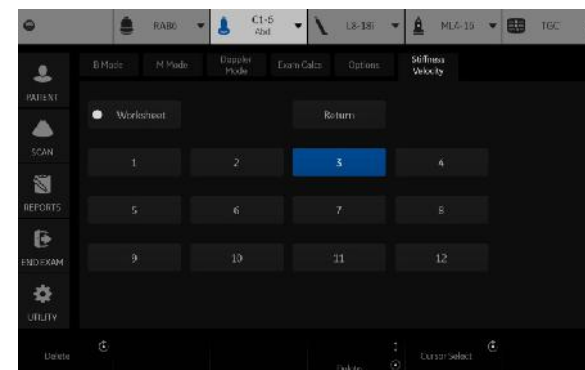 RAB6 C1-5 L8-18i ML6-15 TGC
Abd
B Mode M Mode Doppler Mode Exam Calcs Options Stiffness Velocity
PATIENT
Worksheet Return
SCAN
1 2 3 4
REPORTS
5 6 7 8
END EXAM
9 10 11 12
UTILITY
Delete Delete Cursor Select